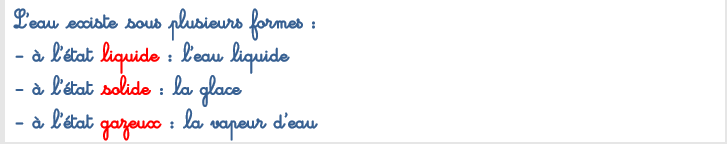 L'eau existe sous plusieurs formes :
- à l'état liquide : l'eau liquide
- à l'état solide : la glace
- à l'état gazeux : la vapeur d'eau